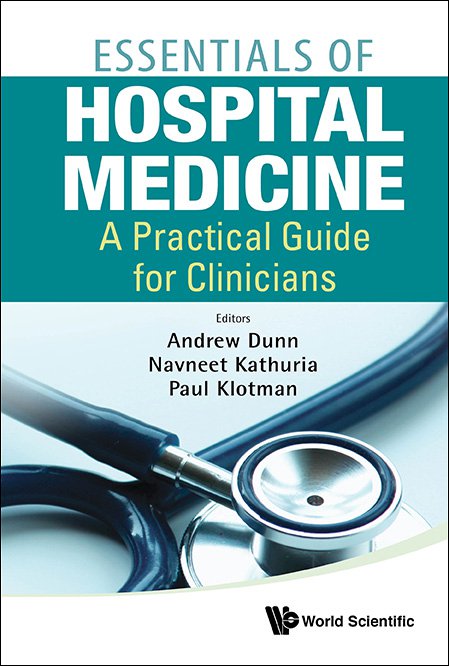 ESSENTIALS OF
HOSPITAL
MEDICINE
A Practical Guide
for Clinicians
Editors
Andrew Dunn
Navneet Kathuria
Paul Klotman
World Scientific